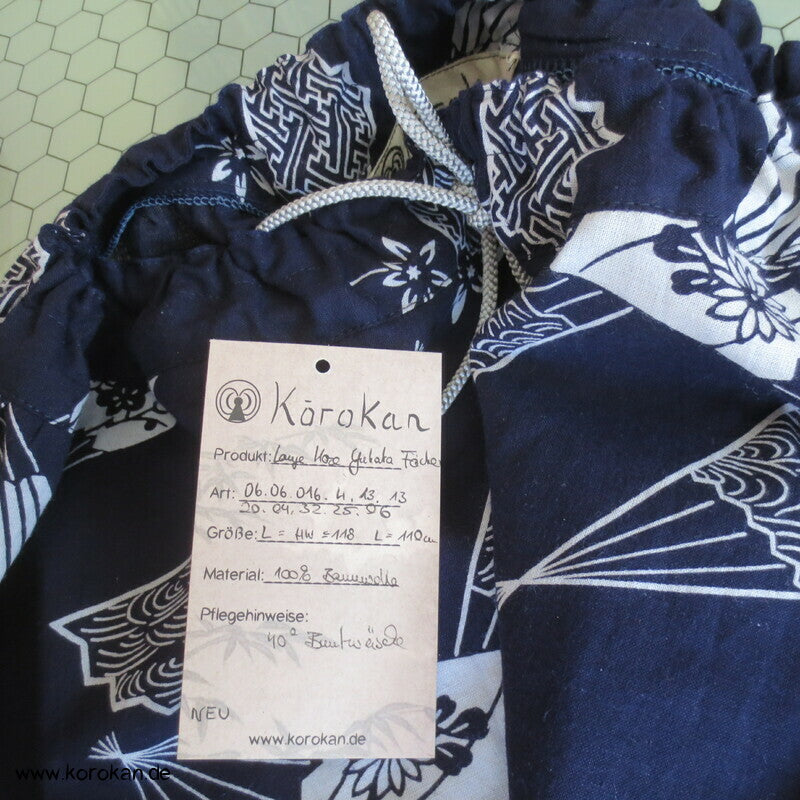 Kōrokan
Produkt: Lange Hose Yukata Fächer
Art: 06.06.016.4.13.13
20.04.32.25.96
Größe: L = HW = 118 L = 110cm
Material: 100% Baumwolle
Pflegehinweise:
40° Buntwäsche
NEU
www.korokan.de
www.korokan.de